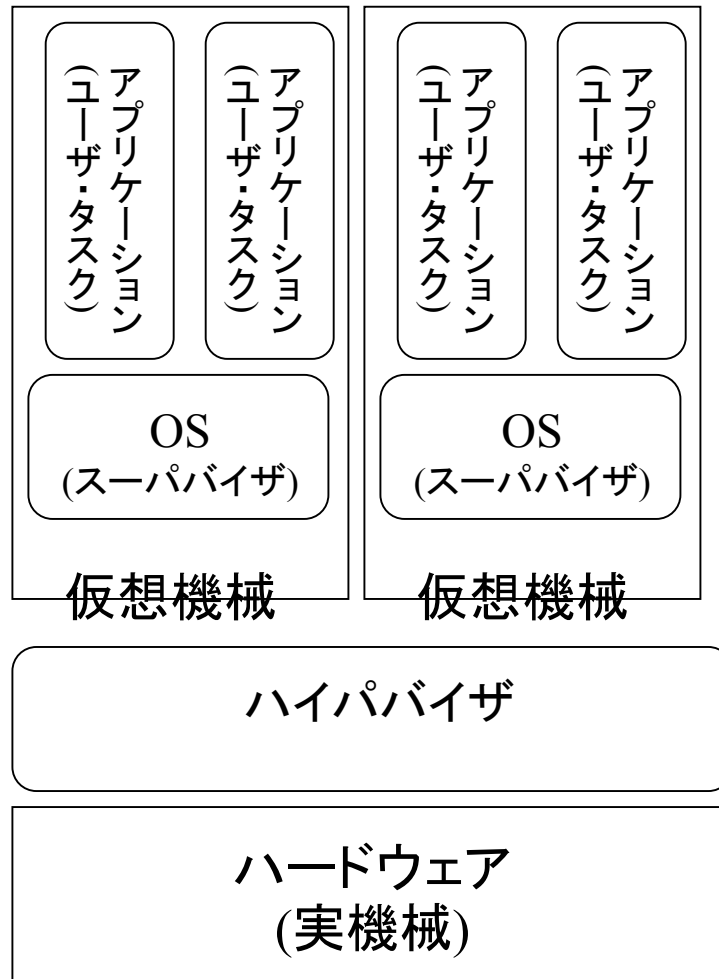 アプリケーション
(ユーザ・タスク)
アプリケーション
(ユーザ・タスク)
OS
(スーパバイザ)
仮想機械
アプリケーション
(ユーザ・タスク)
アプリケーション
(ユーザ・タスク)
OS
(スーパバイザ)
仮想機械
ハイパバイザ
ハードウェア
(実機械)